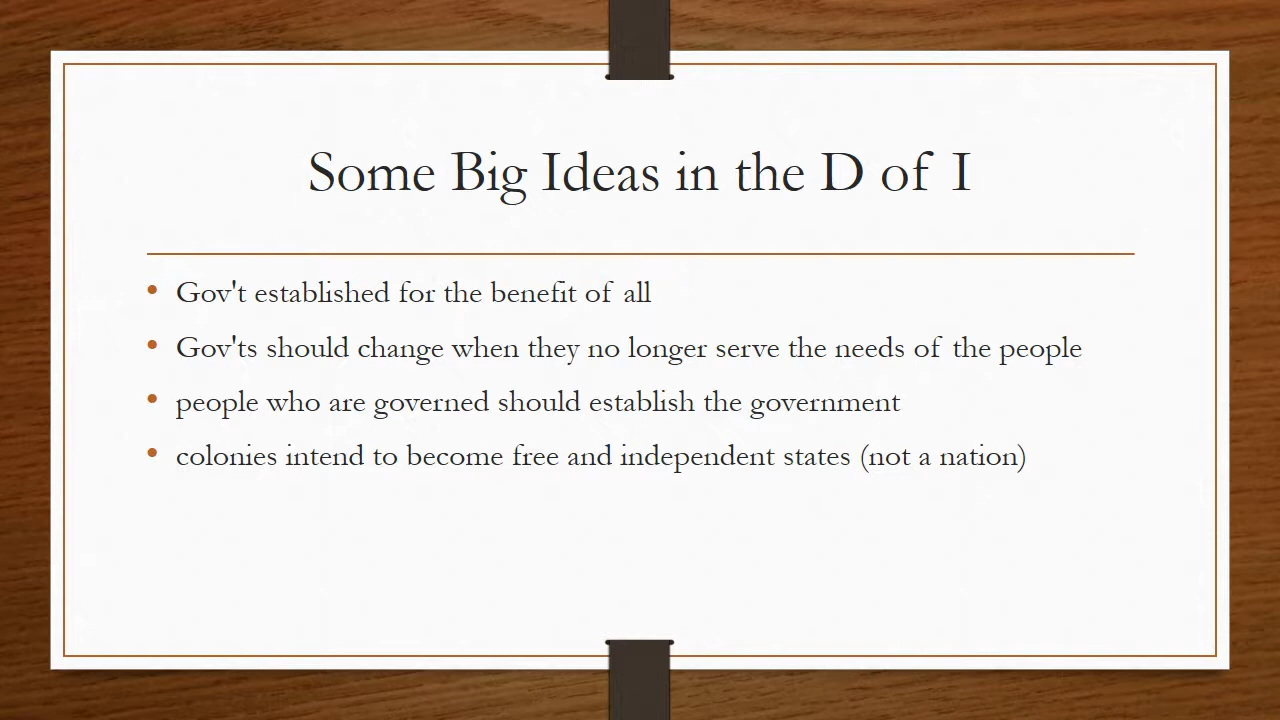 Some Big Ideas in the D of I
• Gov't established for the benefit of all
• Gov'ts should change when they no longer serve the needs of the people
• people who are governed should establish the government
• colonies intend to become free and independent states (not a nation)